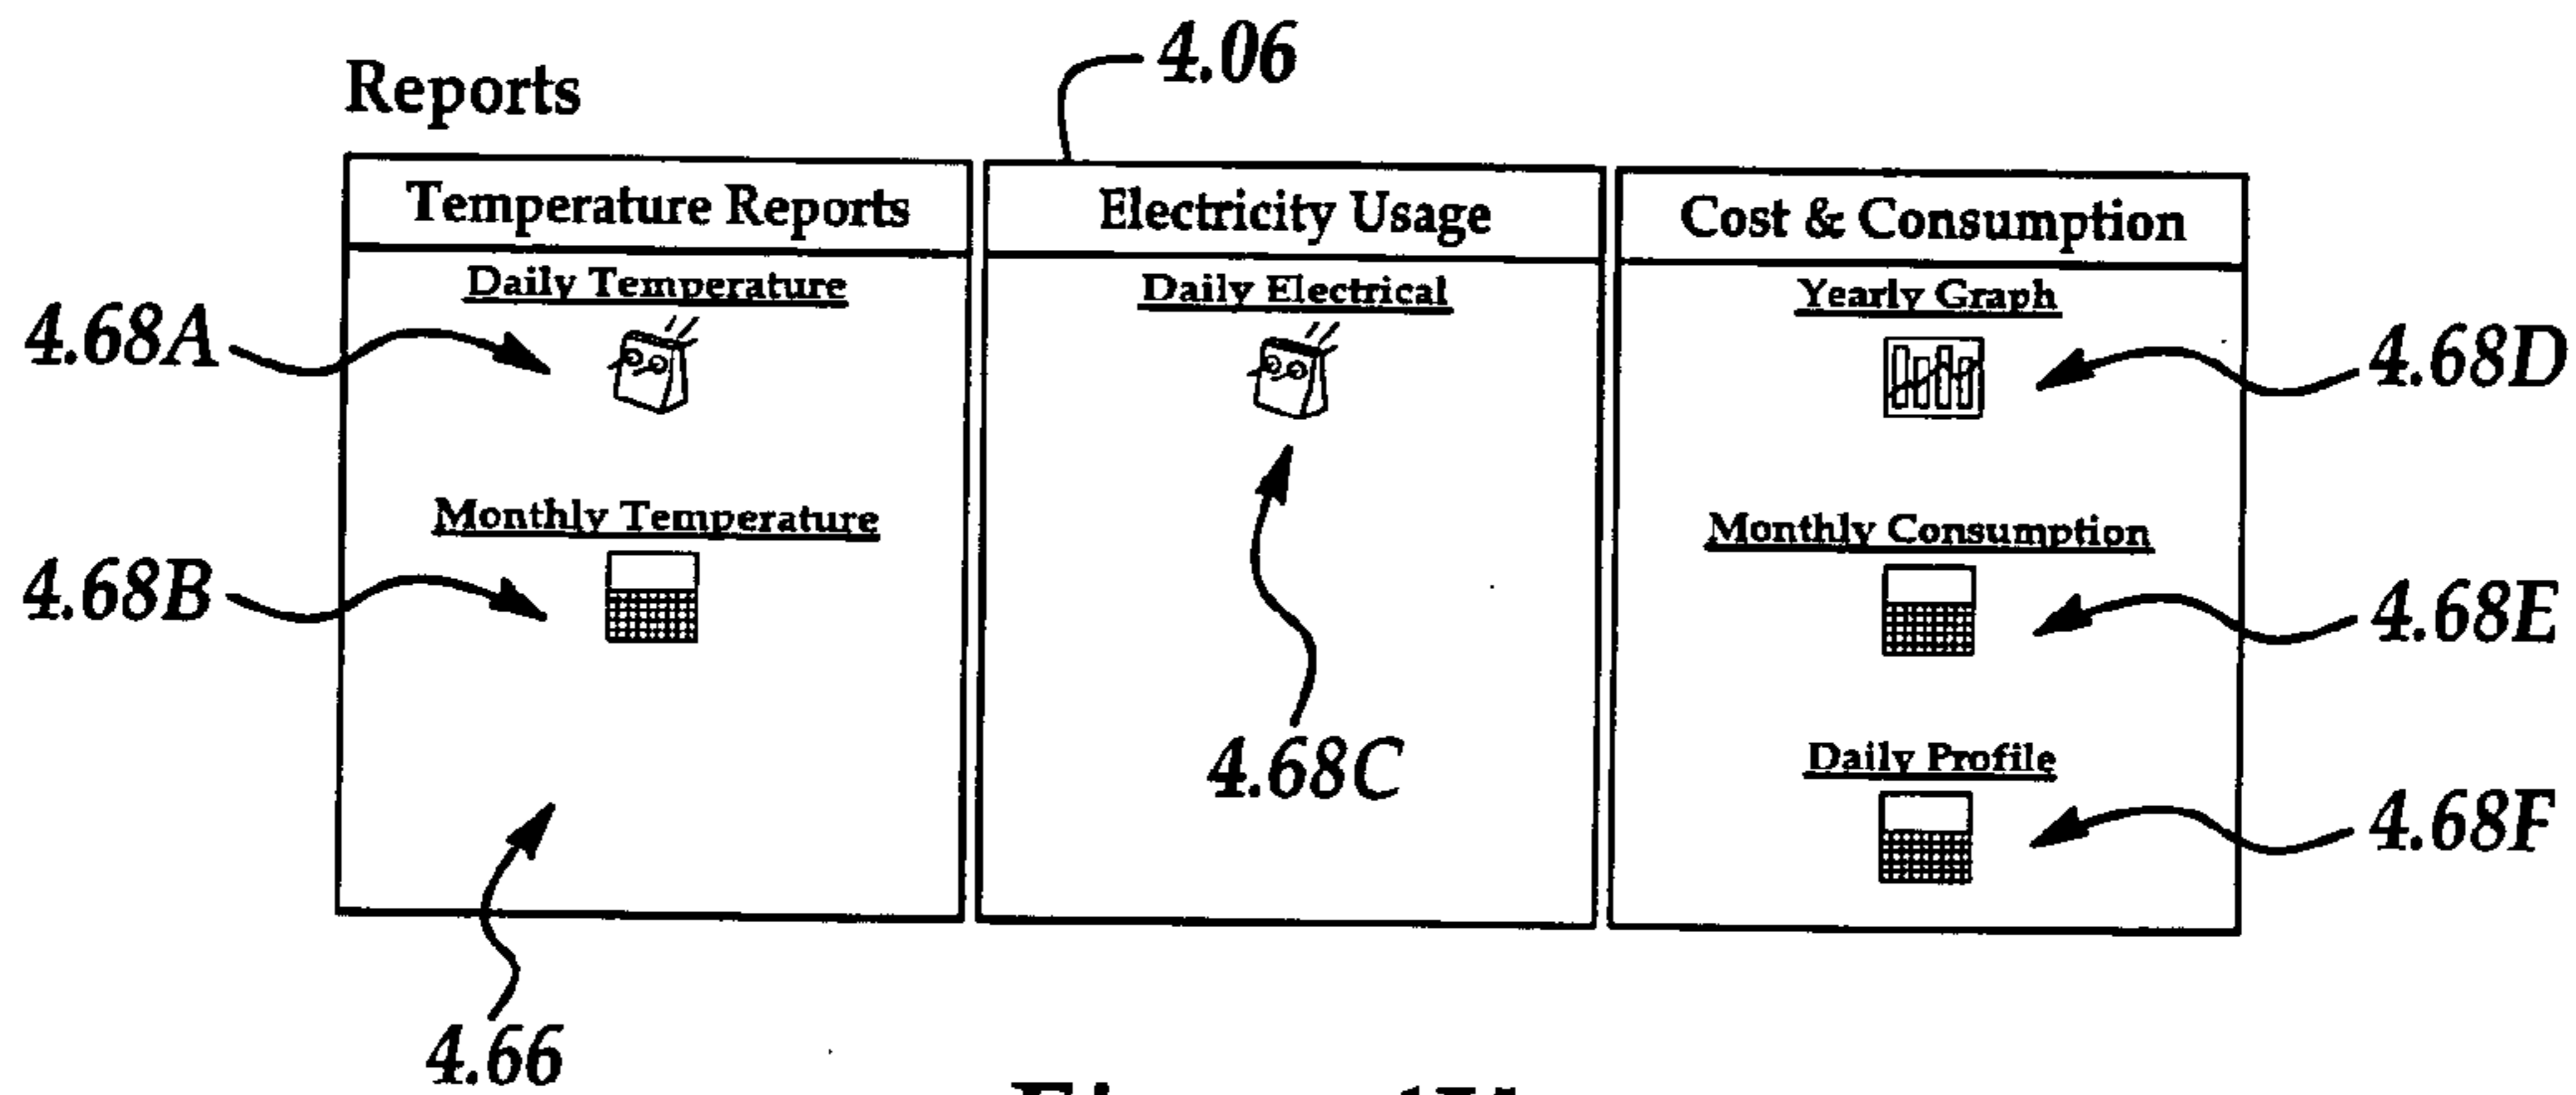 4.06
Reports
Temperature Reports
Electricity Usage
Cost & Consumption
Daily Temperature
Daily Electrical
Yearly Graph
4.68A
4.68D
Monthly Temperature
Monthly Consumption
4.68B
4.68E
4.68C
Daily Profile
4.68F
4.66